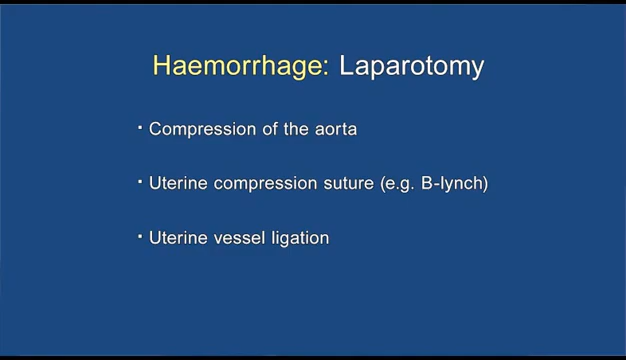 Haemorrhage: Laparotomy
• Compression of the aorta
• Uterine compression suture (e.g. B-lynch)
• Uterine vessel ligation